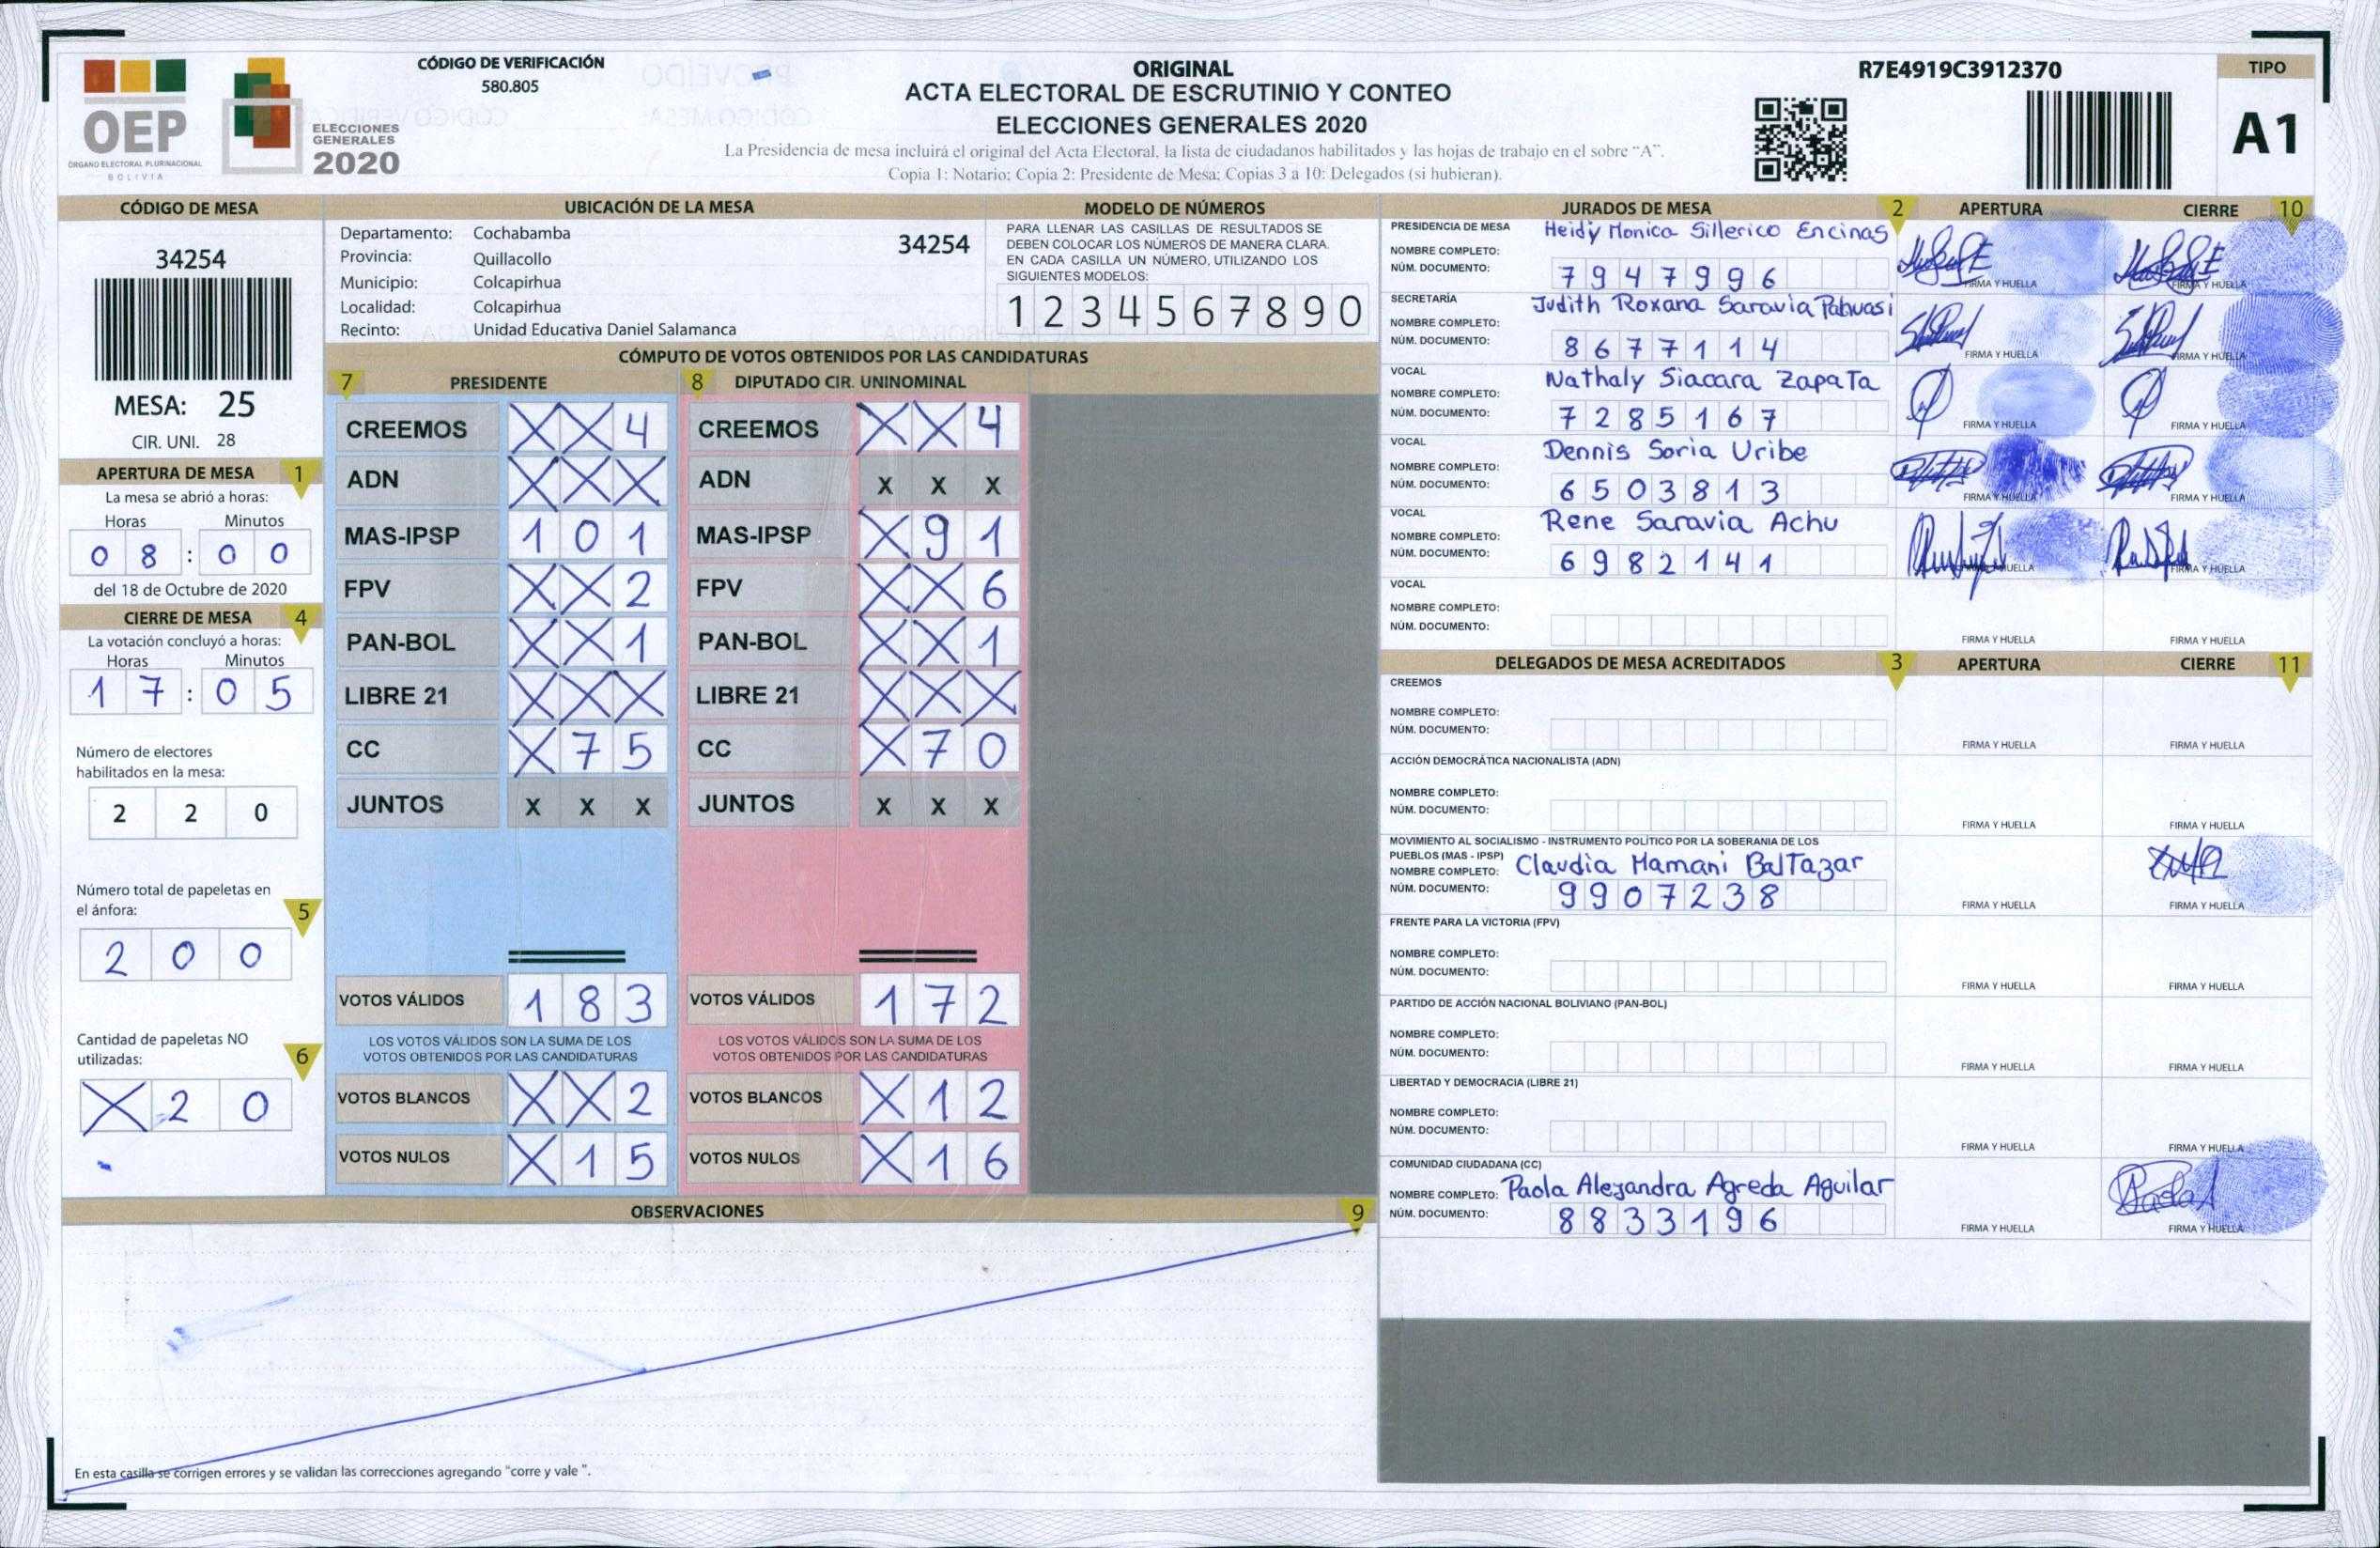 OEP
ÓRGANO ELECTORAL PLURINACIONAL
BOLIVIA
ELECCIONES
GENERALES
2020
CÓDIGO DE VERIFICACIÓN
580.805
ORIGINAL
ACTA ELECTORAL DE ESCRUTINIO Y CONTEO
ELECCIONES GENERALES 2020
La Presidencia de mesa incluirá el original del Acta Electoral, la lista de ciudadanos habilitados y las hojas de trabajo en el sobre "A".
Copia 1: Notario; Copia 2: Presidente de Mesa; Copias 3 a 10: Delegados (si hubieran).
R7E4919C3912370
TIPO
A1
CÓDIGO DE MESA
34254
MESA: 25
CIR. UNI. 28
APERTURA DE MESA 1
La mesa se abrió a horas:
Horas Minutos
0 8 : 0 0
del 18 de Octubre de 2020
CIERRE DE MESA 4
La votación concluyó a horas:
Horas Minutos
1 7 : 0 5
Número de electores
habilitados en la mesa:
2 2 0
Número total de papeletas en
el ánfora: 5
2 0 0
Cantidad de papeletas NO
utilizadas: 6
X 2 0
UBICACIÓN DE LA MESA
Departamento: Cochabamba
34254
Provincia: Quillacollo
Municipio: Colcapirhua
Localidad: Colcapirhua
Recinto: Unidad Educativa Daniel Salamanca
MODELO DE NÚMEROS
PARA LLENAR LAS CASILLAS DE RESULTADOS SE
DEBEN COLOCAR LOS NÚMEROS DE MANERA CLARA.
EN CADA CASILLA UN NÚMERO, UTILIZANDO LOS
SIGUIENTES MODELOS:
1 2 3 4 5 6 7 8 9 0
CÓMPUTO DE VOTOS OBTENIDOS POR LAS CANDIDATURAS
7 PRESIDENTE
CREEMOS X X 4
ADN X X X
MAS-IPSP 1 0 1
FPV X X 2
PAN-BOL X X 1
LIBRE 21 X X X
CC X 7 5
JUNTOS X X X
VOTOS VÁLIDOS 1 8 3
LOS VOTOS VÁLIDOS SON LA SUMA DE LOS
VOTOS OBTENIDOS POR LAS CANDIDATURAS
VOTOS BLANCOS X X 2
VOTOS NULOS X 1 5
8 DIPUTADO CIR. UNINOMINAL
CREEMOS X X 4
ADN X X X
MAS-IPSP X 9 1
FPV X X 6
PAN-BOL X X 1
LIBRE 21 X X X
CC X 7 0
JUNTOS X X X
VOTOS VÁLIDOS 1 7 2
LOS VOTOS VÁLIDOS SON LA SUMA DE LOS
VOTOS OBTENIDOS POR LAS CANDIDATURAS
VOTOS BLANCOS X 1 2
VOTOS NULOS X 1 6
OBSERVACIONES 9
En esta casilla se corrigen errores y se validan las correcciones agregando "corre y vale ".
JURADOS DE MESA 2 APERTURA CIERRE 10
PRESIDENCIA DE MESA
NOMBRE COMPLETO: Heidy Monica Sillerico Encinas
NÚM. DOCUMENTO: 7 9 4 7 9 9 6
FIRMA Y HUELLA FIRMA Y HUELLA
SECRETARÍA
NOMBRE COMPLETO: Judith Roxana Saravia Pahuasi
NÚM. DOCUMENTO: 8 6 7 7 1 1 4
FIRMA Y HUELLA FIRMA Y HUELLA
VOCAL
NOMBRE COMPLETO: Nathaly Siacara Zapata
NÚM. DOCUMENTO: 7 2 8 5 1 6 7
FIRMA Y HUELLA FIRMA Y HUELLA
VOCAL
NOMBRE COMPLETO: Dennis Soria Uribe
NÚM. DOCUMENTO: 6 5 0 3 8 1 3
FIRMA Y HUELLA FIRMA Y HUELLA
VOCAL
NOMBRE COMPLETO: Rene Saravia Achu
NÚM. DOCUMENTO: 6 9 8 2 1 4 1
HUELLA FIRMA Y HUELLA
VOCAL
NOMBRE COMPLETO:
NÚM. DOCUMENTO:
FIRMA Y HUELLA FIRMA Y HUELLA
DELEGADOS DE MESA ACREDITADOS 3 APERTURA CIERRE 11
CREEMOS
NOMBRE COMPLETO:
NÚM. DOCUMENTO:
FIRMA Y HUELLA FIRMA Y HUELLA
ACCIÓN DEMOCRÁTICA NACIONALISTA (ADN)
NOMBRE COMPLETO:
NÚM. DOCUMENTO:
FIRMA Y HUELLA FIRMA Y HUELLA
MOVIMIENTO AL SOCIALISMO - INSTRUMENTO POLÍTICO POR LA SOBERANIA DE LOS
PUEBLOS (MAS - IPSP)
NOMBRE COMPLETO: Claudia Mamani Baltazar
NÚM. DOCUMENTO: 9 9 0 7 2 3 8
FIRMA Y HUELLA FIRMA Y HUELLA
FRENTE PARA LA VICTORIA (FPV)
NOMBRE COMPLETO:
NÚM. DOCUMENTO:
FIRMA Y HUELLA FIRMA Y HUELLA
PARTIDO DE ACCIÓN NACIONAL BOLIVIANO (PAN-BOL)
NOMBRE COMPLETO:
NÚM. DOCUMENTO:
FIRMA Y HUELLA FIRMA Y HUELLA
LIBERTAD Y DEMOCRACIA (LIBRE 21)
NOMBRE COMPLETO:
NÚM. DOCUMENTO:
FIRMA Y HUELLA FIRMA Y HUELLA
COMUNIDAD CIUDADANA (CC)
NOMBRE COMPLETO: Paola Alejandra Agreda Aguilar
NÚM. DOCUMENTO: 8 8 3 3 1 9 6
FIRMA Y HUELLA FIRMA Y HUELLA